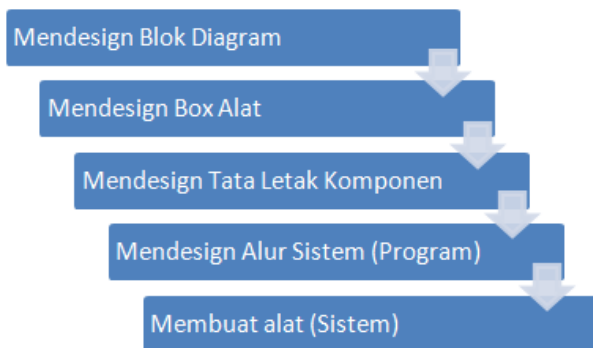 Mendesign Blok Diagram
Mendesign Box Alat
Mendesign Tata Letak Komponen
Mendesign Alur Sistem (Program)
Membuat alat (Sistem)